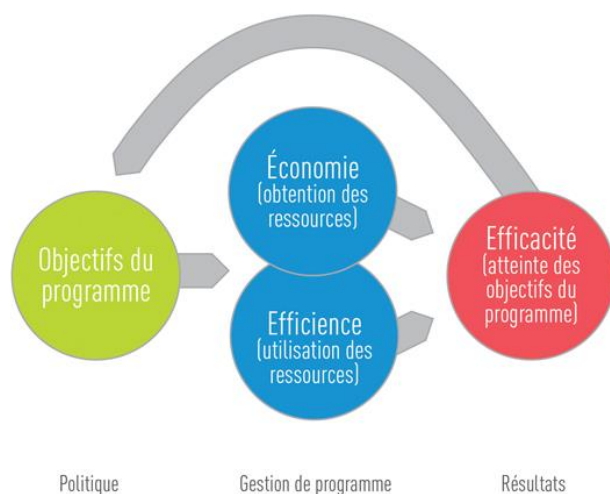 Objectifs du
programme
Économie
(obtention des
ressources)
Efficience
(utilisation des
ressources)
Efficacité
(atteinte des
objectifs du
programme)
Politique
Gestion de programme
Résultats